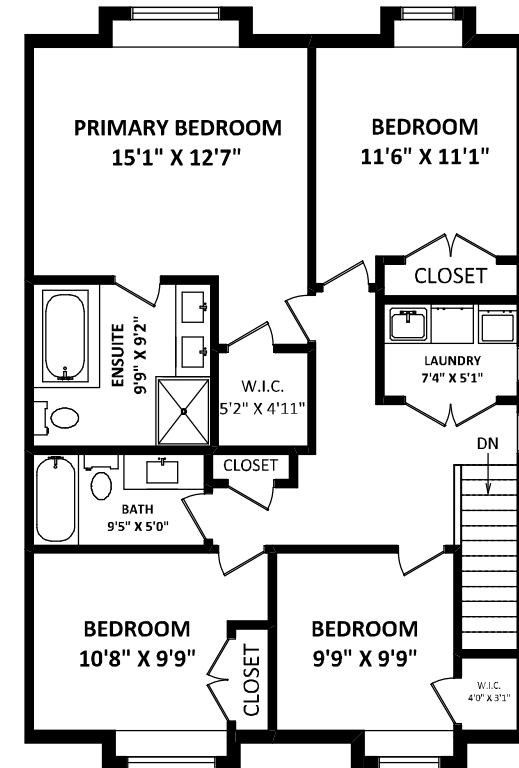 PRIMARY BEDROOM
15'1" X 12'7"
BEDROOM
11'6" X 11'1"
CLOSET
ENSUITE
9'9" X 9'2"
W.I.C.
5'2" X 4'11"
LAUNDRY
7'4" X 5'1"
DN
CLOSET
BATH
9'5" X 5'0"
BEDROOM
10'8" X 9'9"
CLOSET
BEDROOM
9'9" X 9'9"
W.I.C.
4'0" X 3'1"